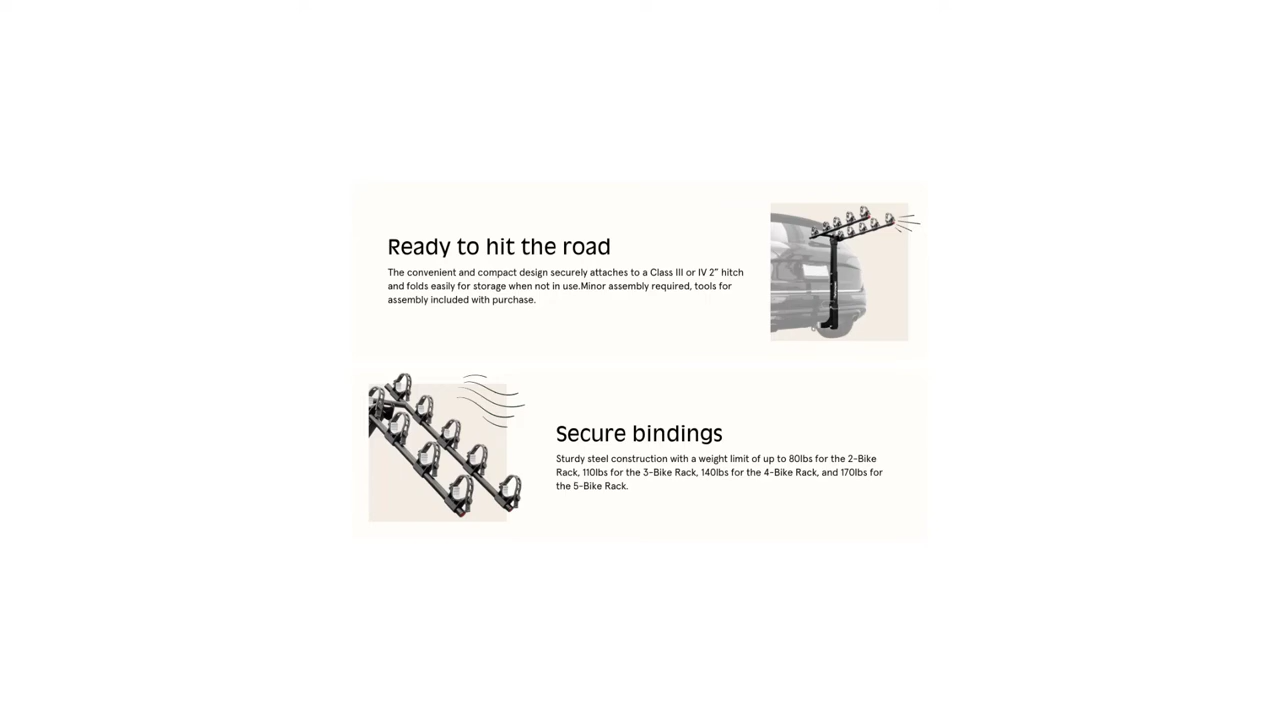 Ready to hit the road
The convenient and compact design securely attaches to a Class III or IV 2" hitch
and folds easily for storage when not in use.Minor assembly required, tools for
assembly included with purchase.
Secure bindings
Sturdy steel construction with a weight limit of up to 80lbs for the 2-Bike
Rack, 110lbs for the 3-Bike Rack, 140lbs for the 4-Bike Rack, and 170lbs for
the 5-Bike Rack.